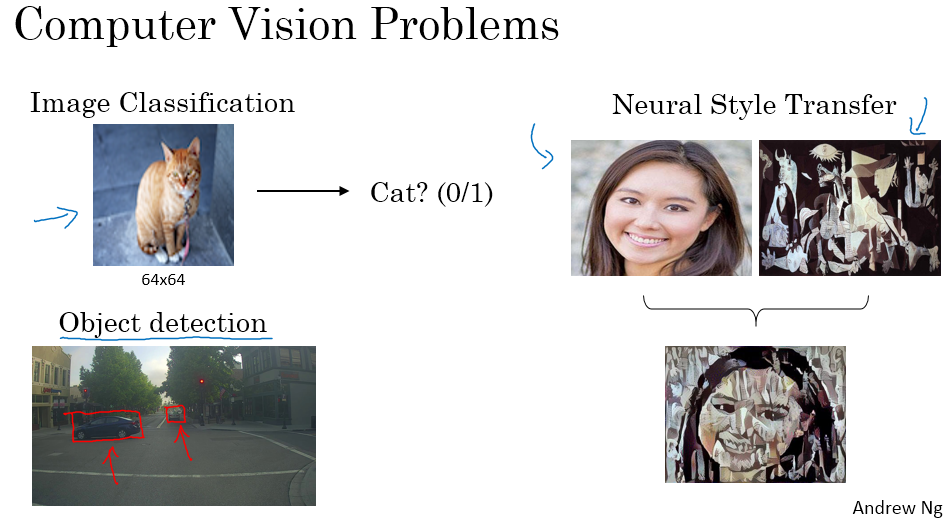 Computer Vision Problems
Image Classification
Cat? (0/1)
64x64
Neural Style Transfer
Object detection
Andrew Ng